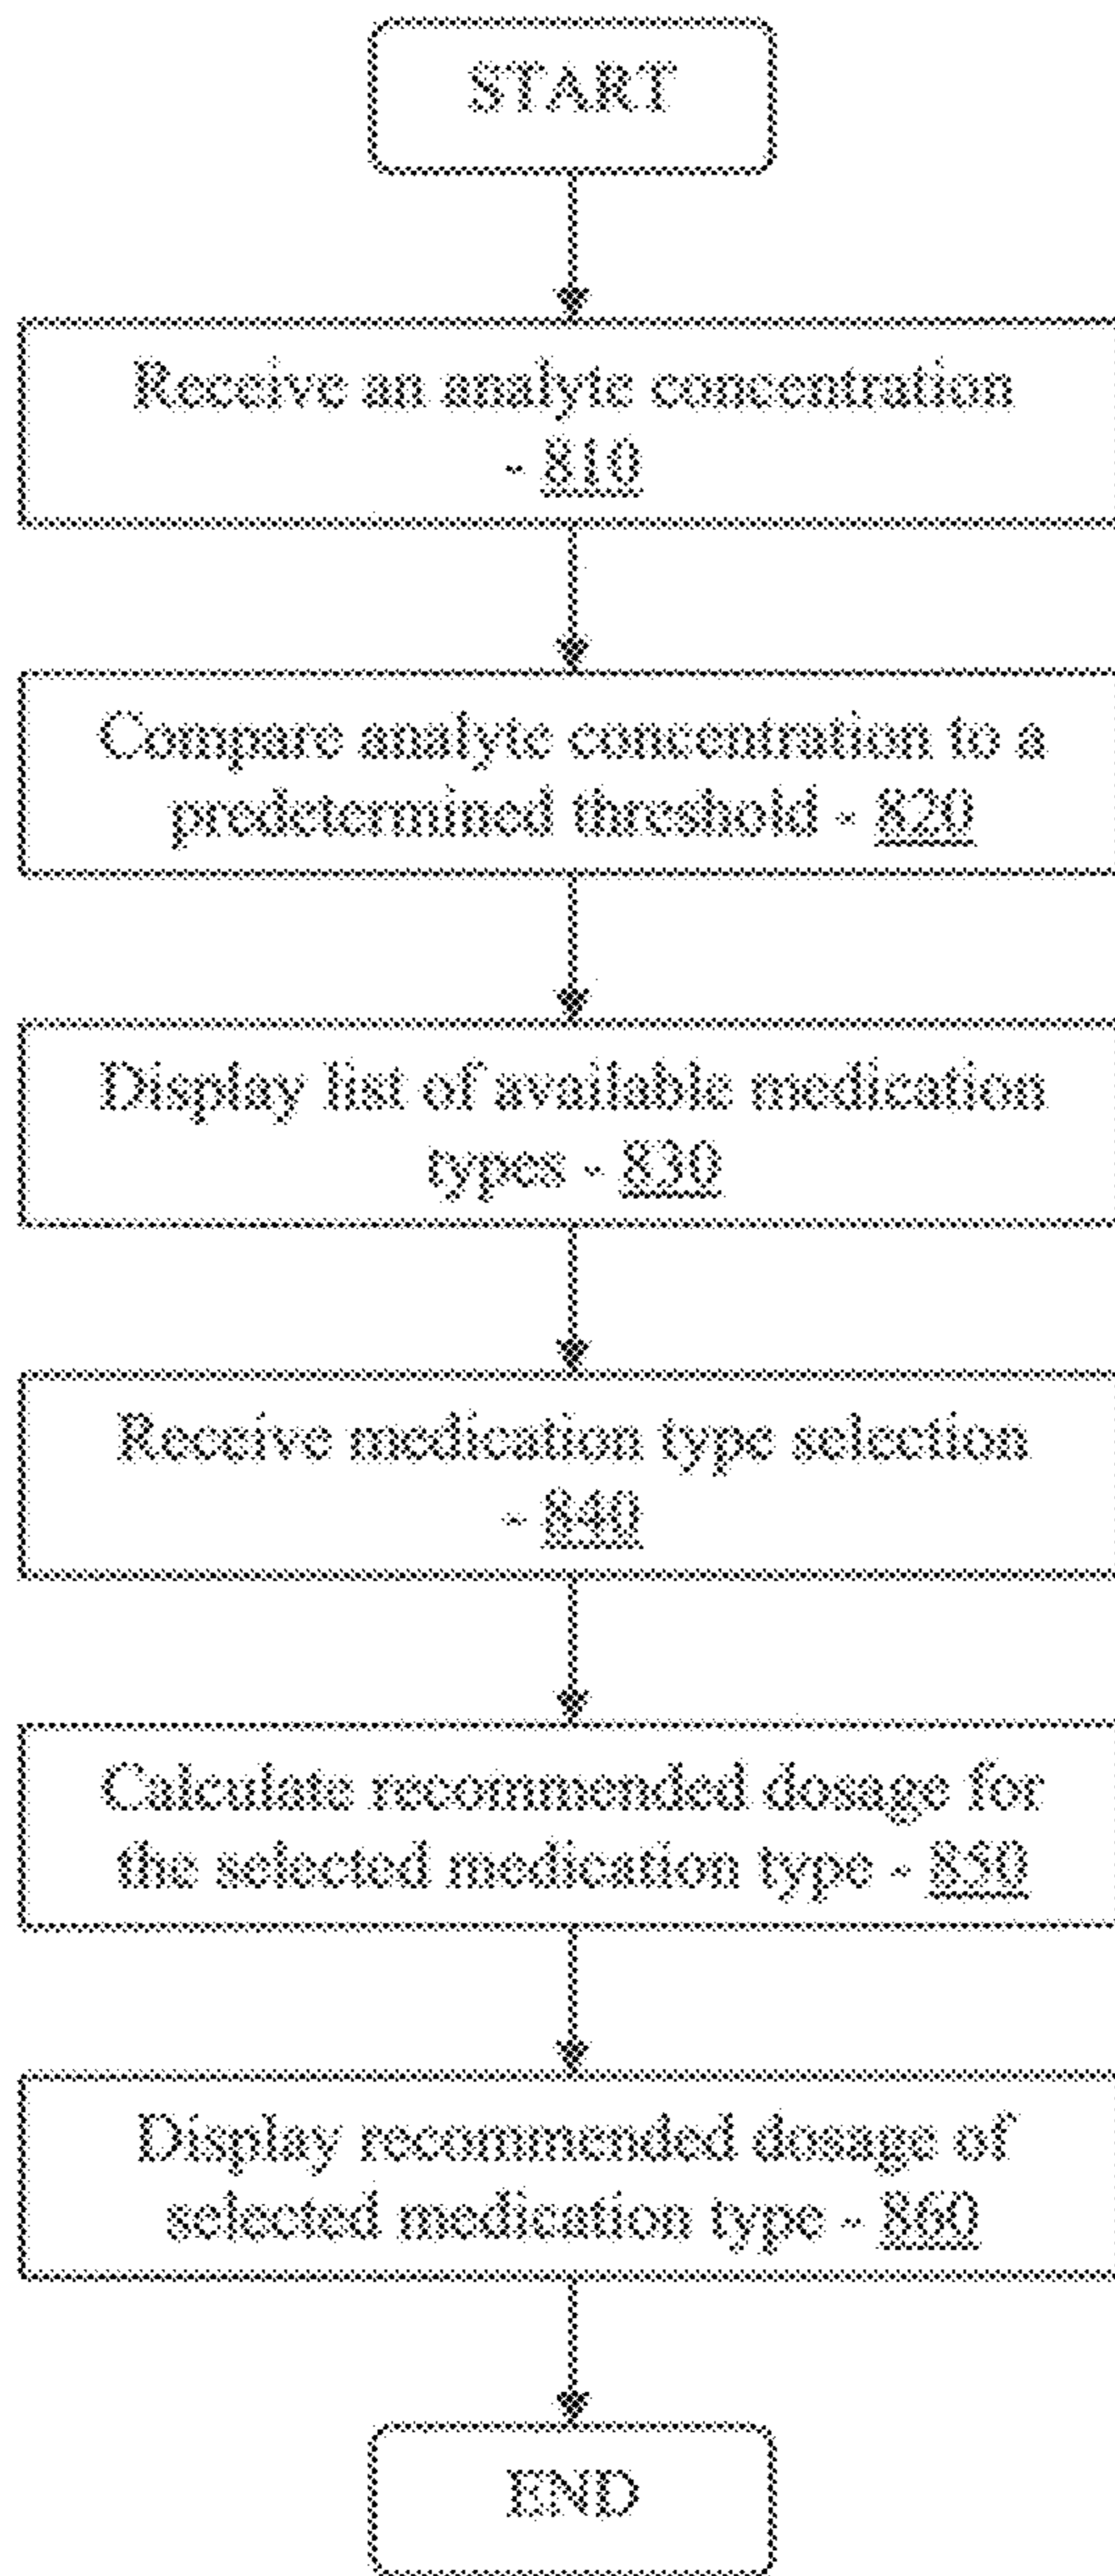 START
Receive an analyte concentration
- 810
Compare analyte concentration to a
predetermined threshold - 820
Display list of available medication
types - 830
Receive medication type selection
- 840
Calculate recommended dosage for
the selected medication type - 850
Display recommended dosage of
selected medication type - 860
END